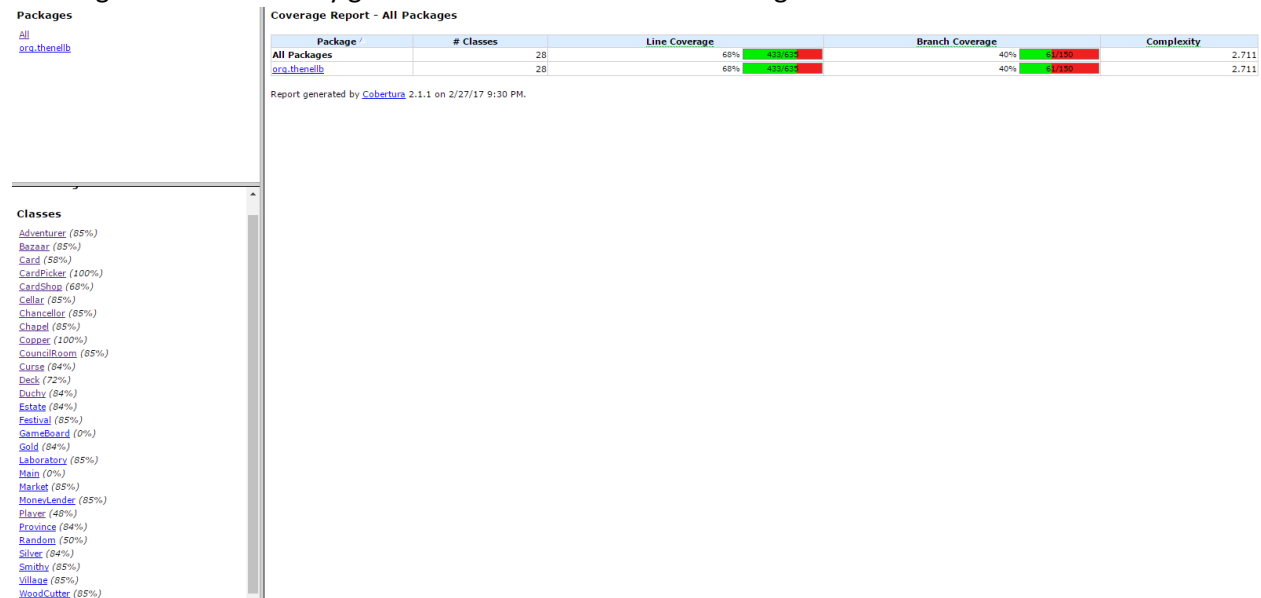 Packages
All
org.thenellb
Coverage Report - All Packages
Package # Classes Line Coverage Branch Coverage Complexity
All Packages 28 68% 433/635 40% 61/150 2.711
org.thenellb 28 68% 433/635 40% 61/150 2.711
Report generated by Cobertura 2.1.1 on 2/27/17 9:30 PM.
Classes
Adventurer (85%)
Bazaar (85%)
Card (58%)
CardPicker (100%)
CardShop (68%)
Cellar (85%)
Chancellor (85%)
Chapel (85%)
Copper (100%)
CouncilRoom (85%)
Curse (84%)
Deck (72%)
Duchy (84%)
Estate (84%)
Festival (85%)
GameBoard (0%)
Gold (84%)
Laboratory (85%)
Main (0%)
Market (85%)
MoneyLender (85%)
Player (48%)
Province (84%)
Random (50%)
Silver (84%)
Smithy (85%)
Village (85%)
WoodCutter (85%)